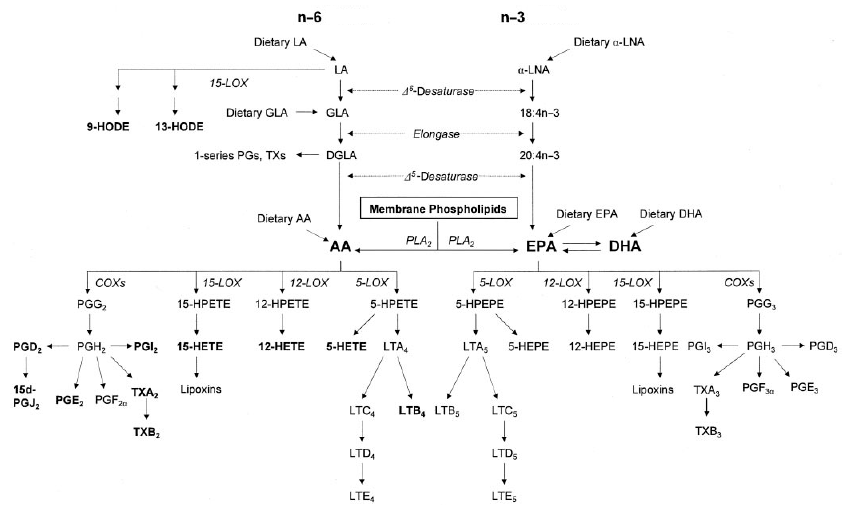 n–6 n–3
Dietary LA Dietary α-LNA
LA α-LNA
15-LOX
Δ⁶-Desaturase
Dietary GLA GLA 18:4n–3
9-HODE 13-HODE
Elongase
1-series PGs, TXs DGLA 20:4n–3
Δ⁵-Desaturase
Membrane Phospholipids
Dietary AA Dietary EPA Dietary DHA
PLA₂ PLA₂
AA EPA DHA
COXs 15-LOX 12-LOX 5-LOX 5-LOX 12-LOX 15-LOX COXs
PGG₂ 15-HPETE 12-HPETE 5-HPETE 5-HPEPE 12-HPEPE 15-HPEPE PGG₃
PGD₂ PGH₂ PGI₂ 15-HETE 12-HETE 5-HETE LTA₄ LTA₅ 5-HEPE 12-HEPE 15-HEPE PGI₃ PGH₃ PGD₃
15d-
PGJ₂ PGE₂ PGF₂α TXA₂ Lipoxins Lipoxins TXA₃ PGF₃α PGE₃
LTC₄ LTB₄ LTB₅ LTC₅
TXB₂ TXB₃
LTD₄ LTD₅
LTE₄ LTE₅